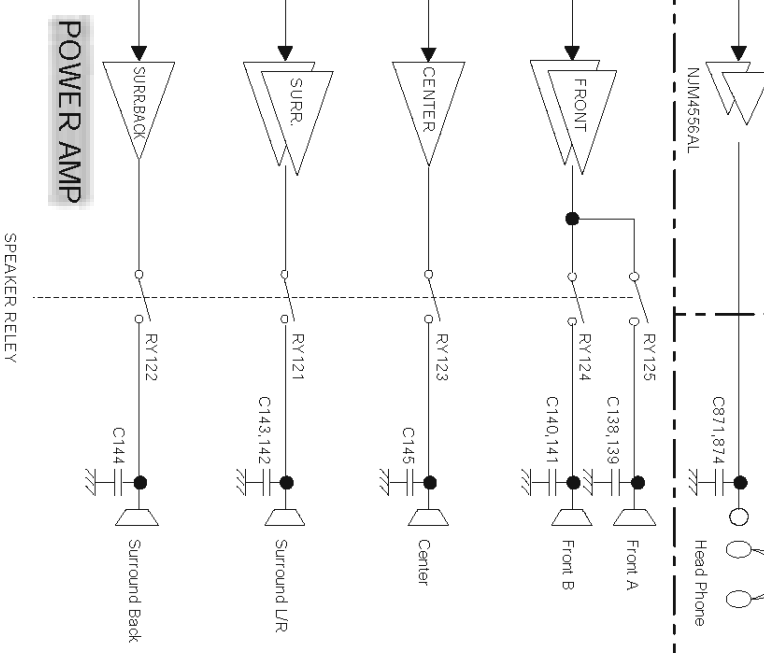 POWER AMP
SURR.BACK
SURR.
CENTER
FRONT
NJM4556AL
SPEAKER RELEY
RY122
RY121
RY123
RY124
RY125
C144
C143,142
C145
C140,141
C138,139
C871,874
Surround Back
Surround L/R
Center
Front B
Front A
Head Phone